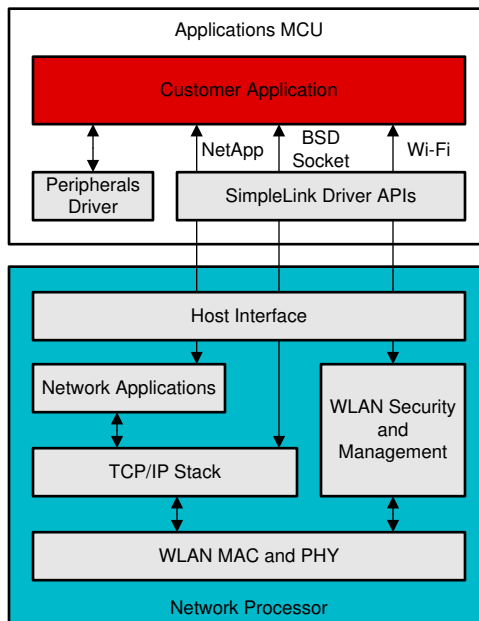 Applications MCU
Customer Application
NetApp
BSD
Socket
Wi-Fi
Peripherals
Driver
SimpleLink Driver APIs
Host Interface
Network Applications
WLAN Security
and
Management
TCP/IP Stack
WLAN MAC and PHY
Network Processor